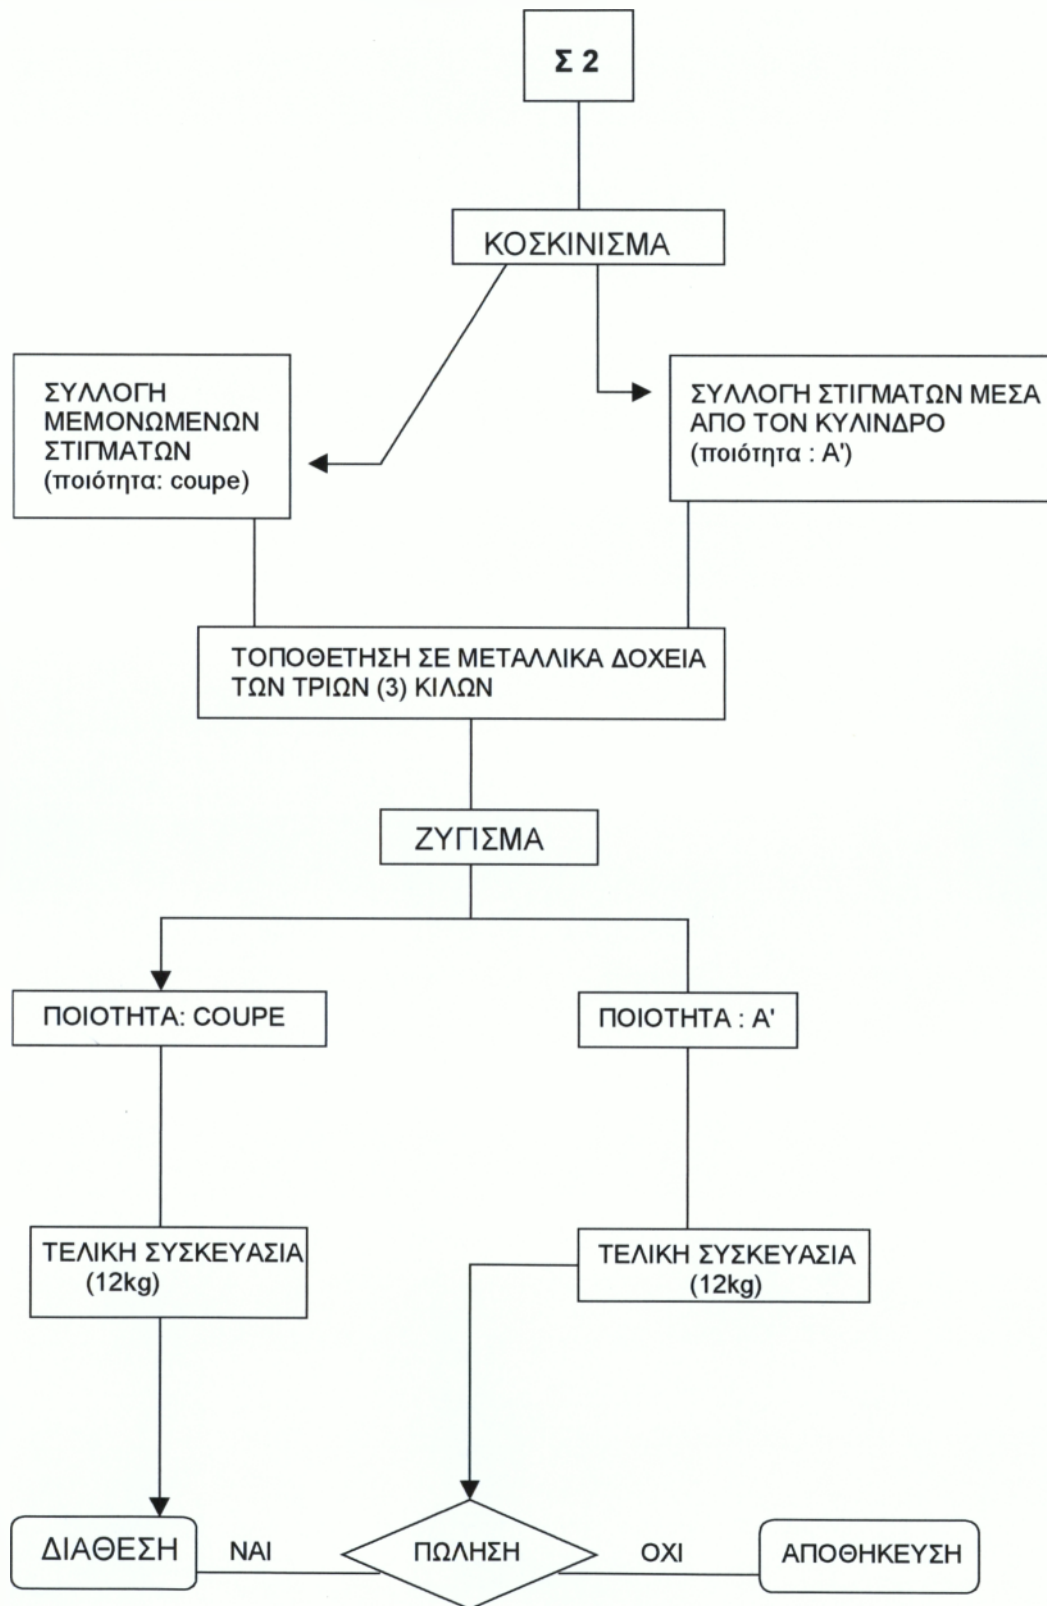 Σ 2
ΚΟΣΚΙΝΙΣΜΑ
ΣΥΛΛΟΓΗ
ΜΕΜΟΝΩΜΕΝΩΝ
ΣΤΙΓΜΑΤΩΝ
(ποιότητα: coupe)
ΣΥΛΛΟΓΗ ΣΤΙΓΜΑΤΩΝ ΜΕΣΑ
ΑΠΟ ΤΟΝ ΚΥΛΙΝΔΡΟ
(ποιότητα : Α')
ΤΟΠΟΘΕΤΗΣΗ ΣΕ ΜΕΤΑΛΛΙΚΑ ΔΟΧΕΙΑ
ΤΩΝ ΤΡΙΩΝ (3) ΚΙΛΩΝ
ΖΥΓΙΣΜΑ
ΠΟΙΟΤΗΤΑ: COUPE
ΠΟΙΟΤΗΤΑ : Α'
ΤΕΛΙΚΗ ΣΥΣΚΕΥΑΣΙΑ
(12kg)
ΤΕΛΙΚΗ ΣΥΣΚΕΥΑΣΙΑ
(12kg)
ΔΙΑΘΕΣΗ
ΝΑΙ
ΠΩΛΗΣΗ
ΟΧΙ
ΑΠΟΘΗΚΕΥΣΗ